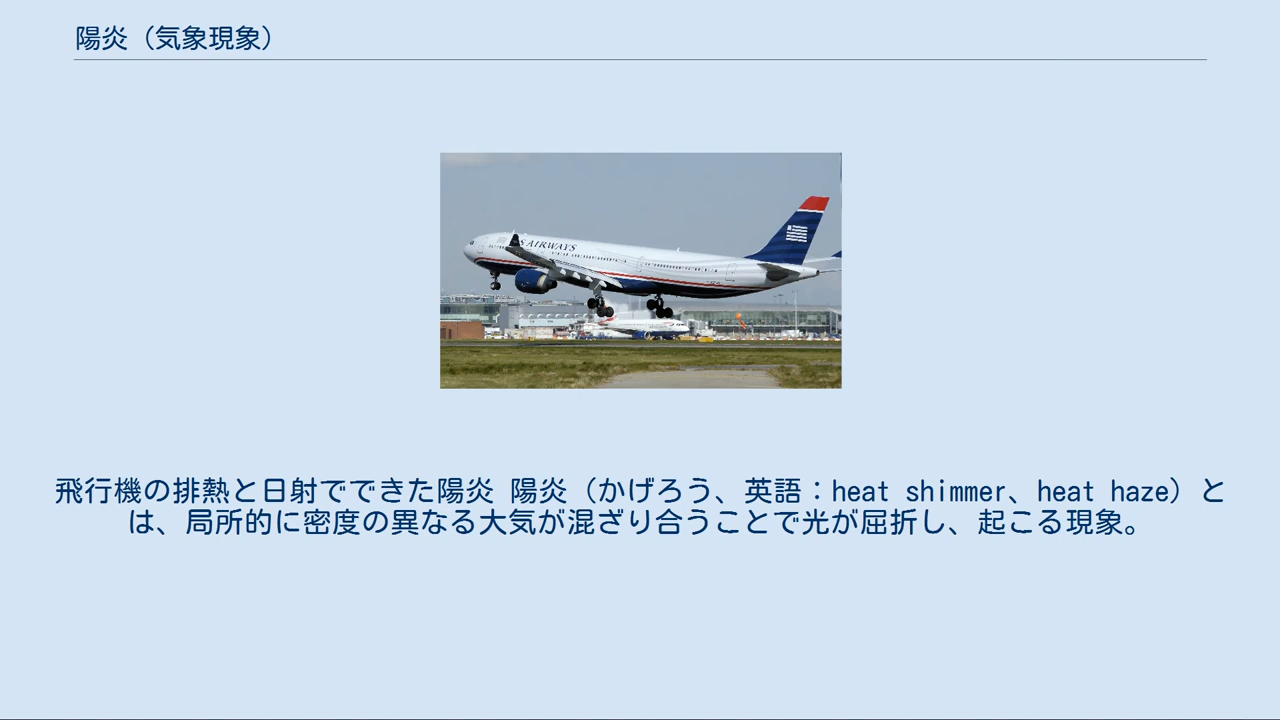 陽炎（気象現象）
U S AIRWAYS
飛行機の排熱と日射でできた陽炎 陽炎（かげろう、英語：heat shimmer、heat haze）と
は、局所的に密度の異なる大気が混ざり合うことで光が屈折し、起こる現象。